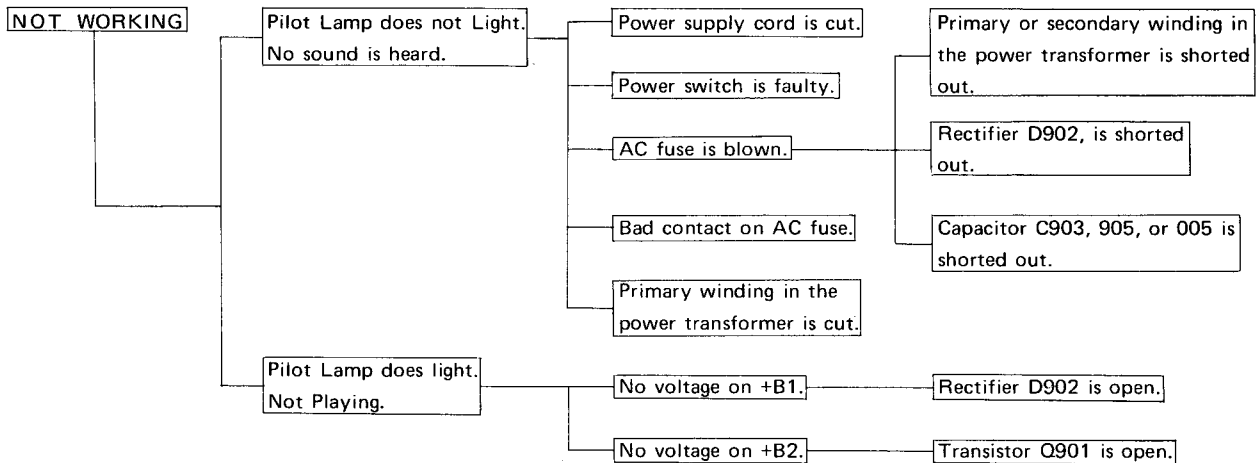 NOT WORKING
Pilot Lamp does not Light.
No sound is heard.
Power supply cord is cut.
Power switch is faulty.
AC fuse is blown.
Primary or secondary winding in
the power transformer is shorted
out.
Rectifier D902, is shorted
out.
Capacitor C903, 905, or 005 is
shorted out.
Bad contact on AC fuse.
Primary winding in the
power transformer is cut.
Pilot Lamp does light.
Not Playing.
No voltage on +B1.
Rectifier D902 is open.
No voltage on +B2.
Transistor Q901 is open.